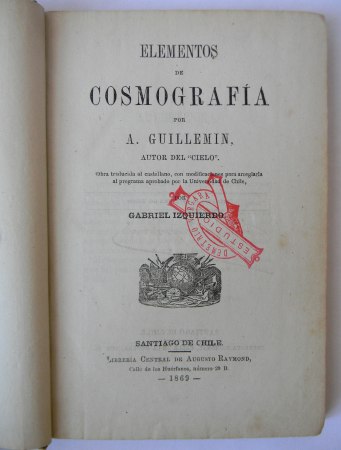 ELEMENTOS
DE
COSMOGRAFÍA
POR
A. GUILLEMIN,
AUTOR DEL "CIELO".
Obra traducida al castellano, con modificaciones para arreglarla
al programa aprobado por la Universidad de Chile,
GABRIEL IZQUIERDO.
ESTUDIO
SANTIAGO DE CHILE.
LIBRERIA CENTRAL DE AUGUSTO RAYMOND,
Calle de los Huérfanos, número 20 D.
— 1869 —